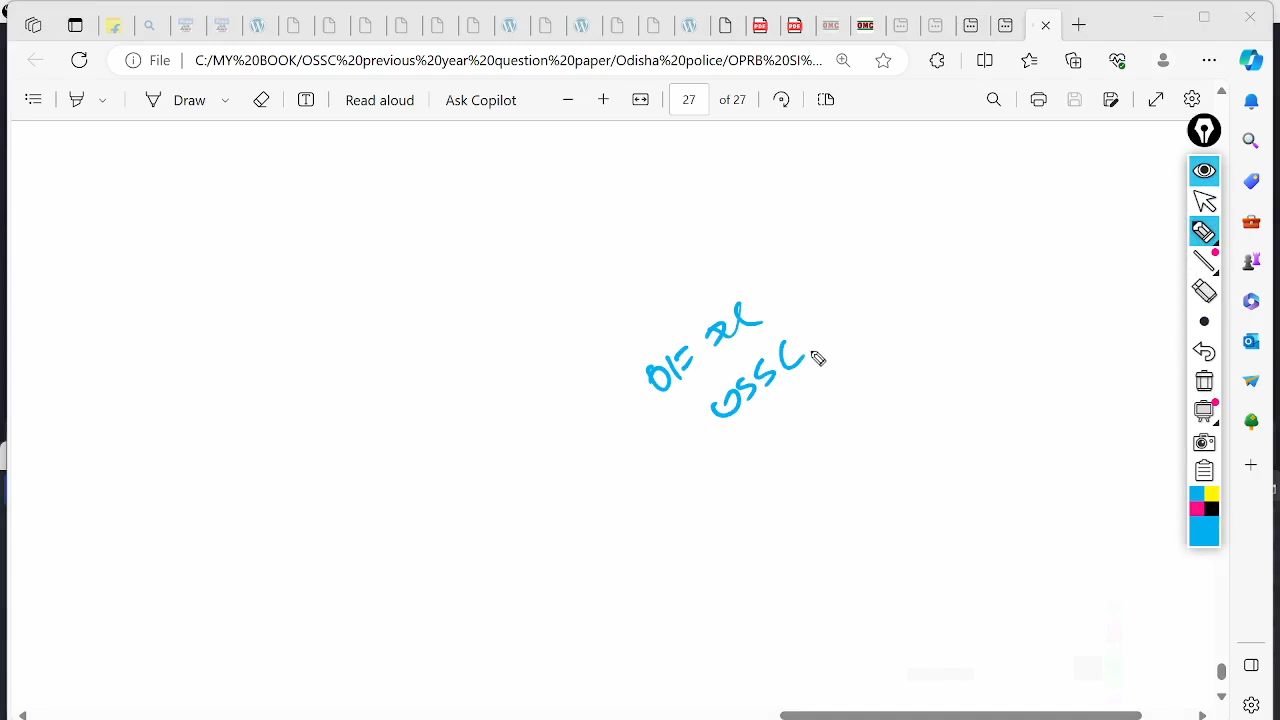 File C:/MY%20BOOK/OSSC%20previous%20year%20question%20paper/Odisha%20police/OPRB%20SI%...
Draw Read aloud Ask Copilot 27 of 27
OSSC